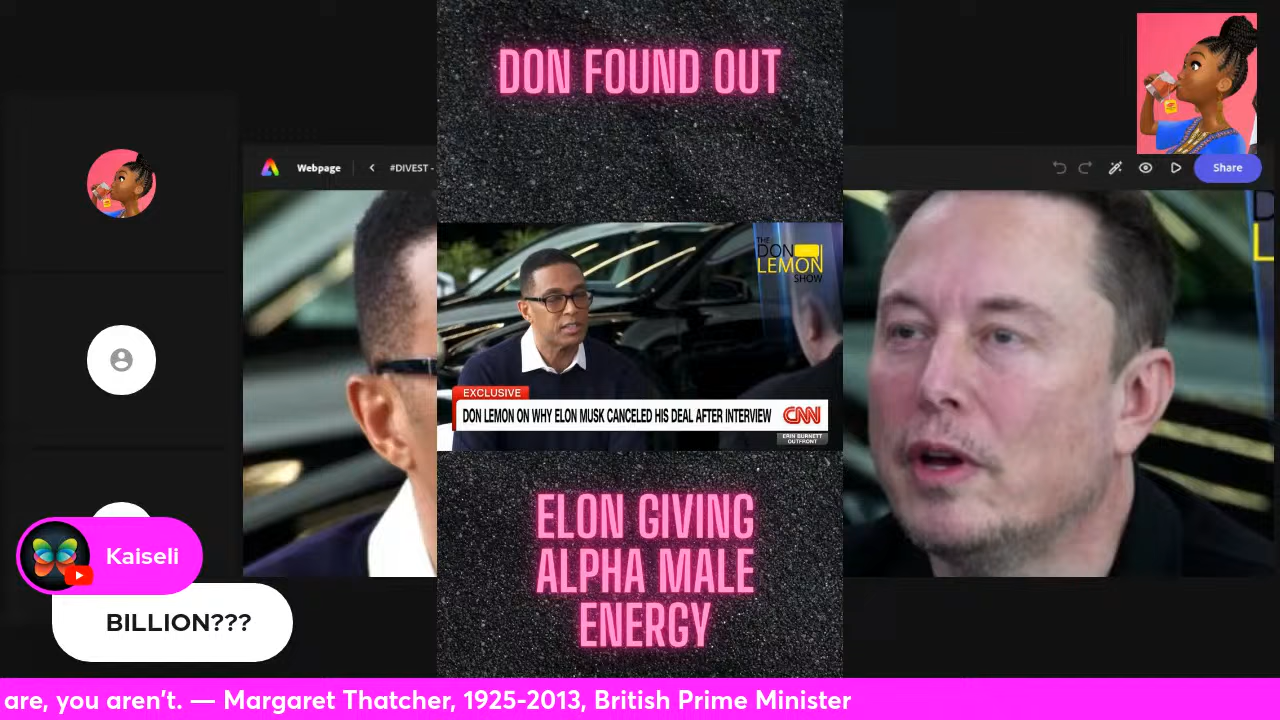 DON FOUND OUT
Webpage
#DIVEST -
Share
THE
DON
LEMON
SHOW
EXCLUSIVE
DON LEMON ON WHY ELON MUSK CANCELED HIS DEAL AFTER INTERVIEW
CNN
ERIN BURNETT
OUTFRONT
ELON GIVING
ALPHA MALE
ENERGY
Kaiseli
BILLION???
are, you aren't. — Margaret Thatcher, 1925-2013, British Prime Minister